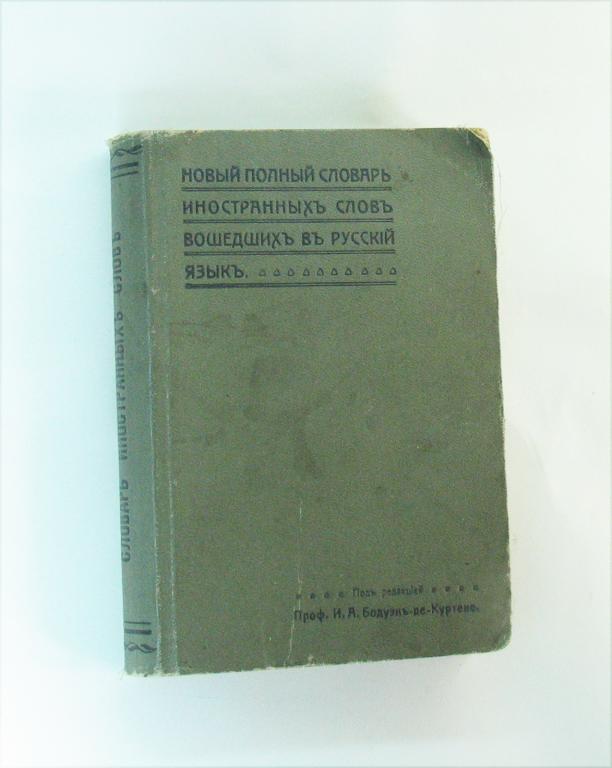 НОВЫЙ ПОЛНЫЙ СЛОВАРЬ
ИНОСТРАННЫХЪ СЛОВЪ
ВОШЕДШИХЪ ВЪ РУССКІЙ
ЯЗЫКЪ.
Подъ редакціей
Проф. И. А. Бодуэнъ-де-Куртенэ.
СЛОВАРЬ ИНОСТРАННЫХЪ СЛОВЪ